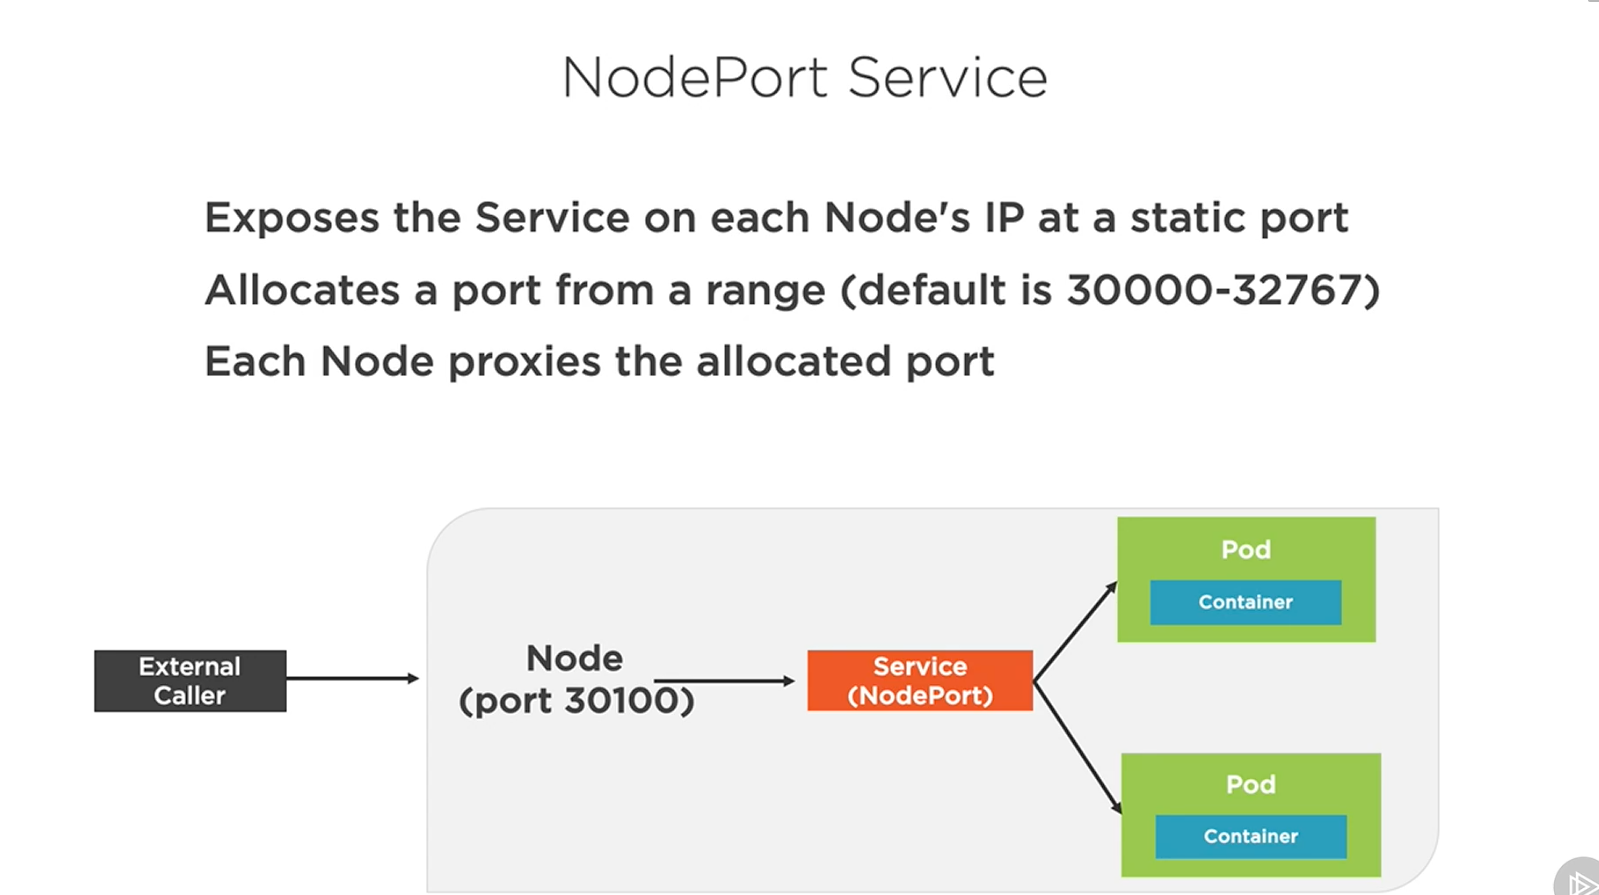 NodePort Service
Exposes the Service on each Node's IP at a static port
Allocates a port from a range (default is 30000-32767)
Each Node proxies the allocated port
External
Caller
Node
(port 30100)
Service
(NodePort)
Pod
Container
Pod
Container